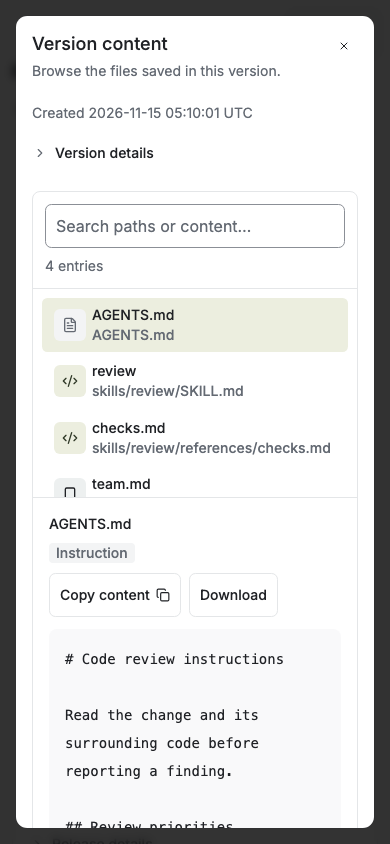 Version content
Browse the files saved in this version.
Created 2026-11-15 05:10:01 UTC
Version details
Search paths or content...
4 entries
AGENTS.md
AGENTS.md
review
skills/review/SKILL.md
checks.md
skills/review/references/checks.md
team.md
AGENTS.md
Instruction
Copy content
Download
# Code review instructions
Read the change and its
surrounding code before
reporting a finding.
## Review priorities